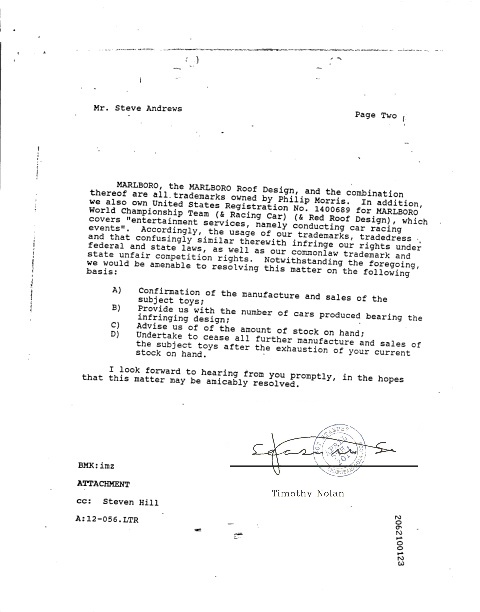 Mr. Steve Andrews
Page Two
MARLBORO, the MARLBORO Roof Design, and the combination
thereof are all trademarks owned by Philip Morris. In addition,
we also own United States Registration No. 1400689 for MARLBORO
World Championship Team (& Racing Car) (& Red Roof Design), which
covers "entertainment services, namely conducting car racing
events". Accordingly, the usage of our trademarks, tradedress
and that confusingly similar therewith infringe our rights under
federal and state laws, as well as our commonlaw trademark and
state unfair competition rights. Notwithstanding the foregoing,
we would be amenable to resolving this matter on the following
basis:
A) Confirmation of the manufacture and sales of the
subject toys;
B) Provide us with the number of cars produced bearing the
infringing design;
C) Advise us of of the amount of stock on hand;
D) Undertake to cease all further manufacture and sales of
the subject toys after the exhaustion of your current
stock on hand.
I look forward to hearing from you promptly, in the hopes
that this matter may be amicably resolved.
BMK:imz
Timothy Nolan
ATTACHMENT
cc: Steven Hill
A:12-056.LTR
2062100123